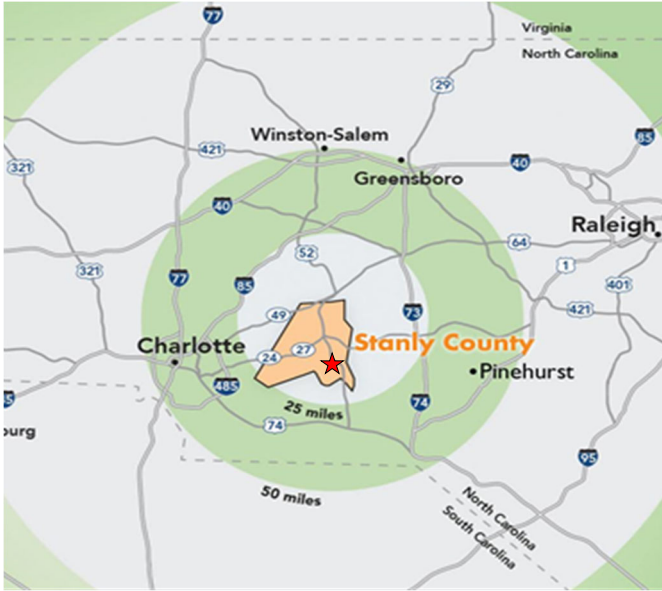 77
Virginia
North Carolina
29
Winston-Salem
85
421
40
321
Greensboro
40
Raleigh
64
52
1
321
77
85
401
49
73
421
Stanly County
Charlotte
27
24
Pinehurst
485
74
25 miles
74
burg
95
50 miles
North Carolina
South Carolina